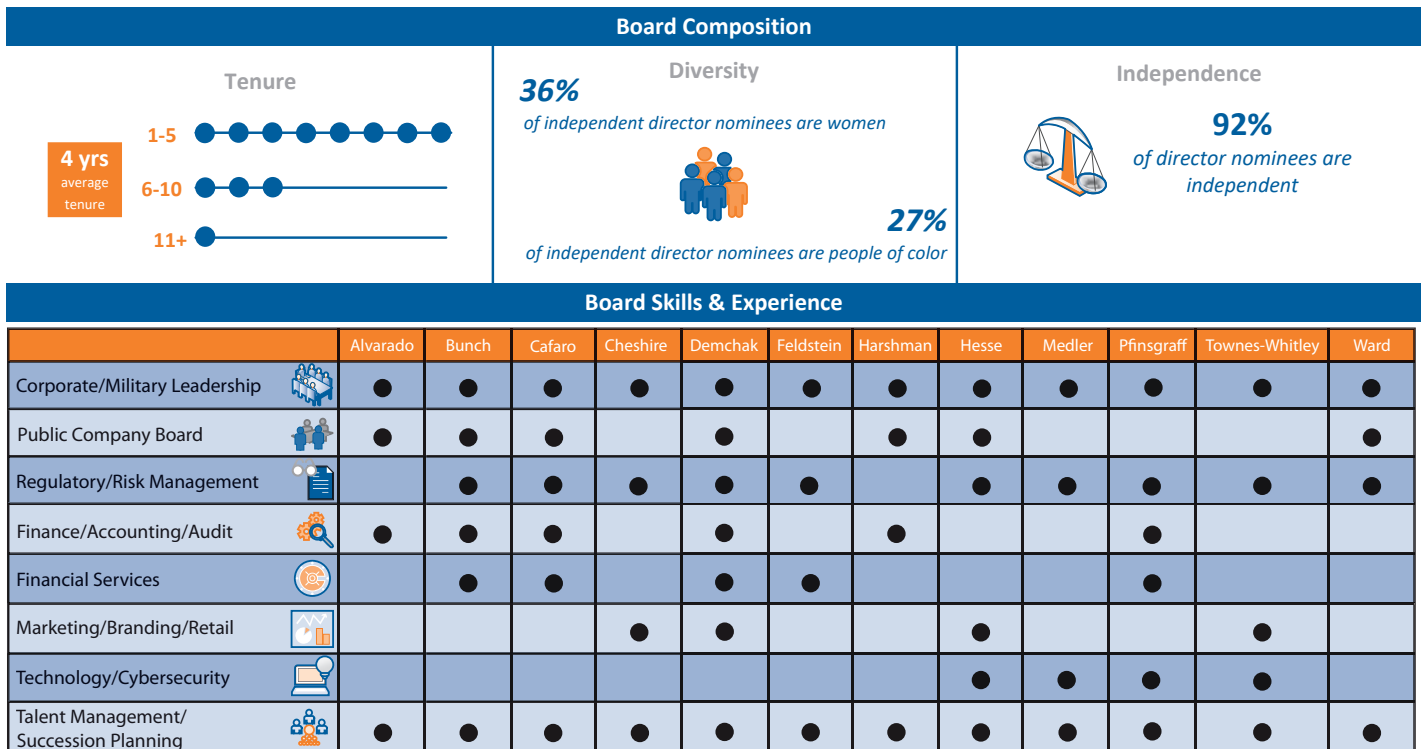 Board Composition
Tenure
1-5
4 yrs
average
tenure
6-10
11+
Diversity
36%
of independent director nominees are women
27%
of independent director nominees are people of color
Independence
92%
of director nominees are
independent
Board Skills & Experience
Alvarado Bunch Cafaro Cheshire Demchak Feldstein Harshman Hesse Medler Pfinsgraff Townes-Whitley Ward
Corporate/Military Leadership
Public Company Board
Regulatory/Risk Management
Finance/Accounting/Audit
Financial Services
Marketing/Branding/Retail
Technology/Cybersecurity
Talent Management/
Succession Planning